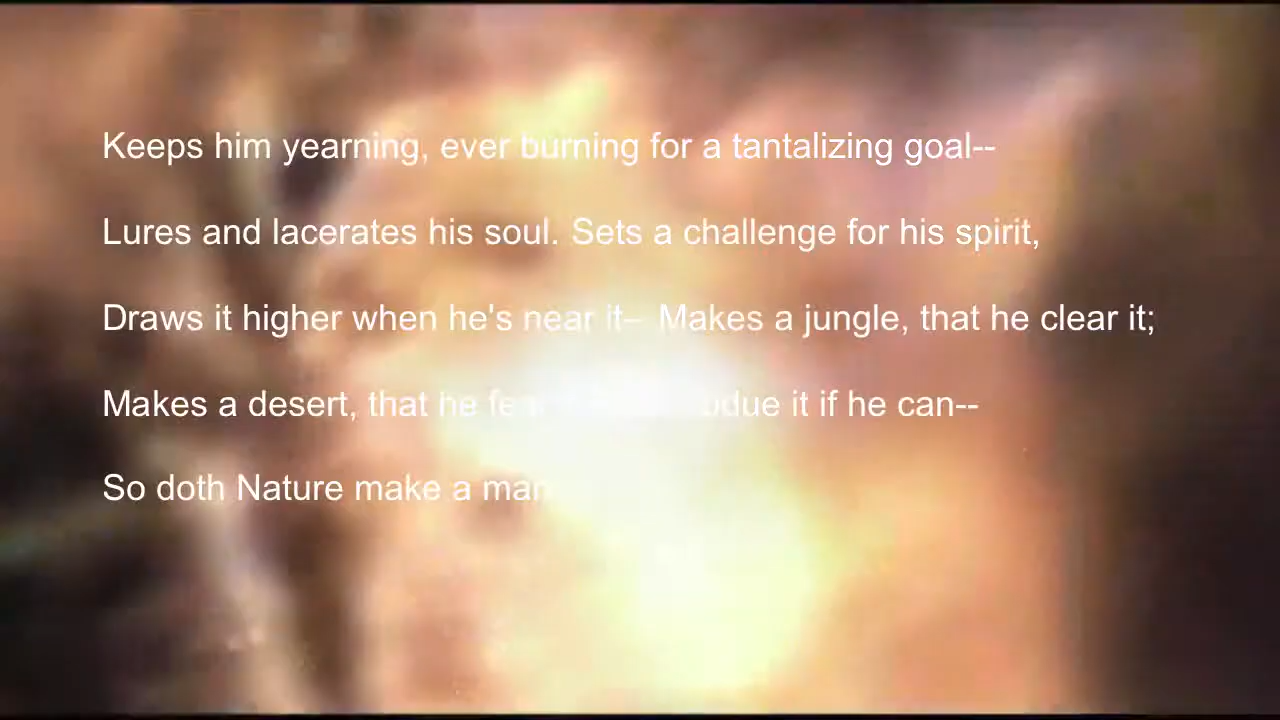 Keeps him yearning, ever burning for a tantalizing goal--
Lures and lacerates his soul. Sets a challenge for his spirit,
Draws it higher when he's near it-- Makes a jungle, that he clear it;
Makes a desert, that he it if he can--
So doth Nature make a man